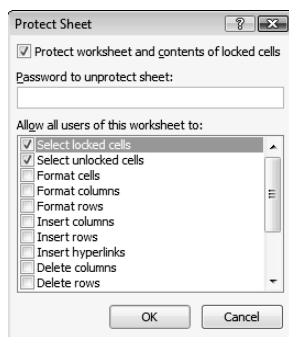 Protect Sheet
Protect worksheet and contents of locked cells
Password to unprotect sheet:
Allow all users of this worksheet to:
Select locked cells
Select unlocked cells
Format cells
Format columns
Format rows
Insert columns
Insert rows
Insert hyperlinks
Delete columns
Delete rows
OK Cancel